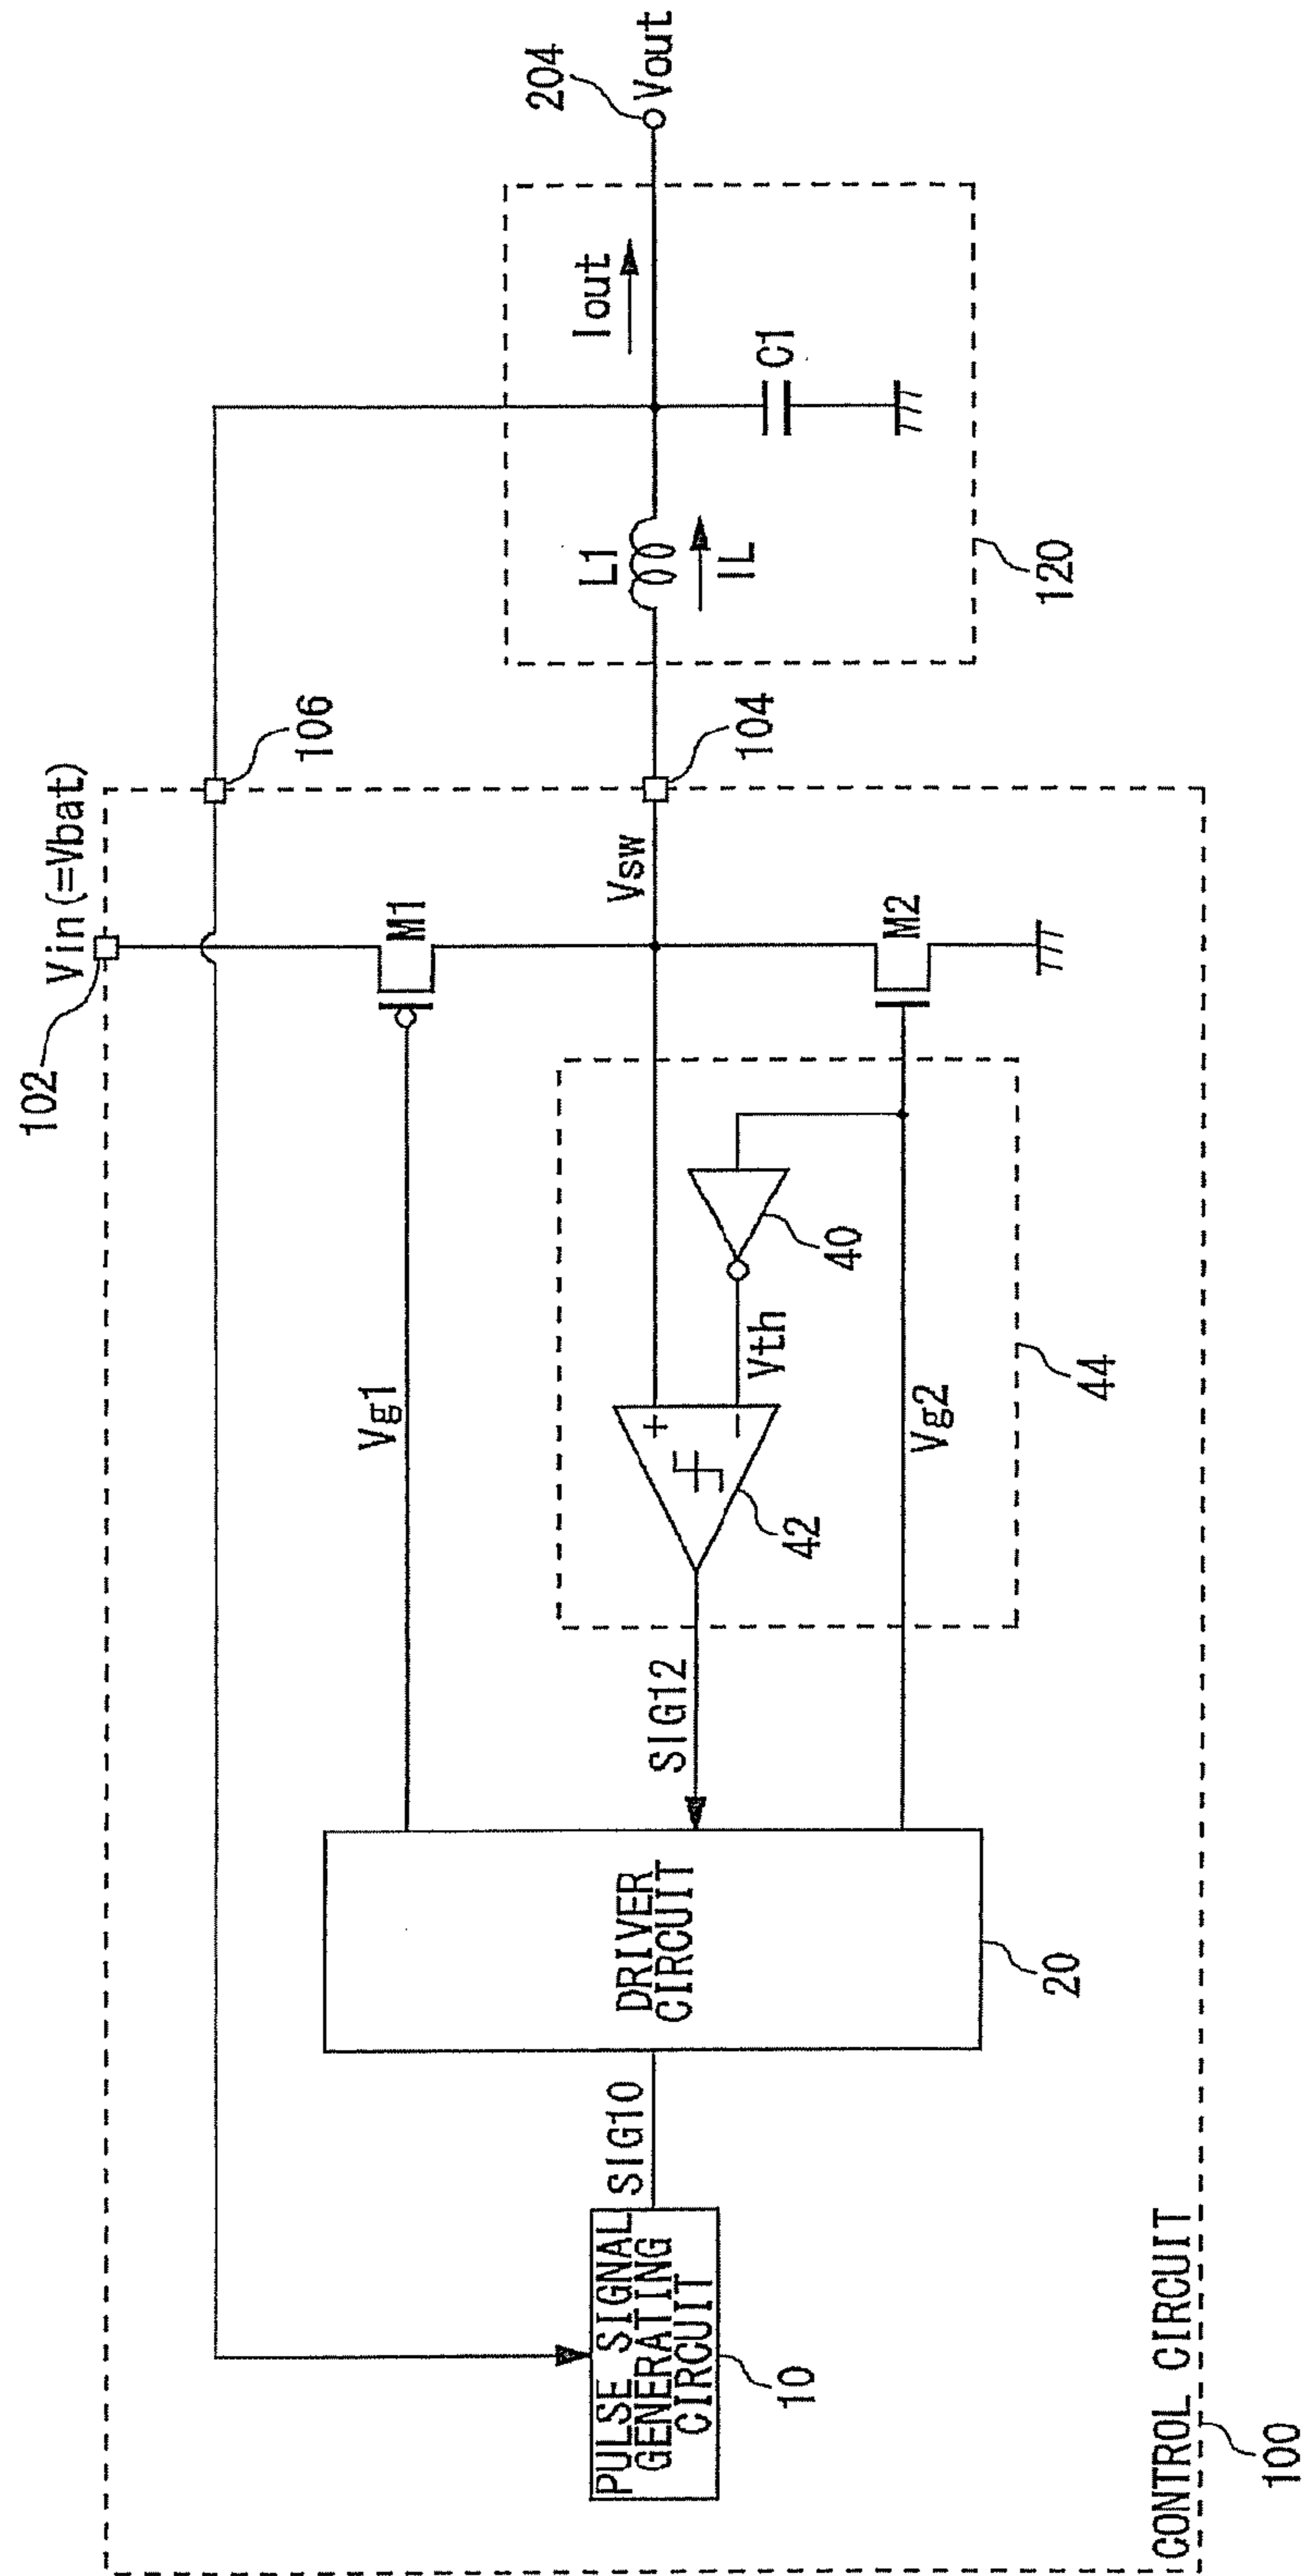 102
Vin(=Vbat)
106
204
Vout
Vg1
M1
Iout
PULSE SIGNAL
GENERATING
CIRCUIT
10
SIG10
DRIVER
CIRCUIT
20
SIG12
+
-
42
Vth
40
Vsw
104
L1
IL
C1
Vg2
M2
44
120
CONTROL CIRCUIT
100